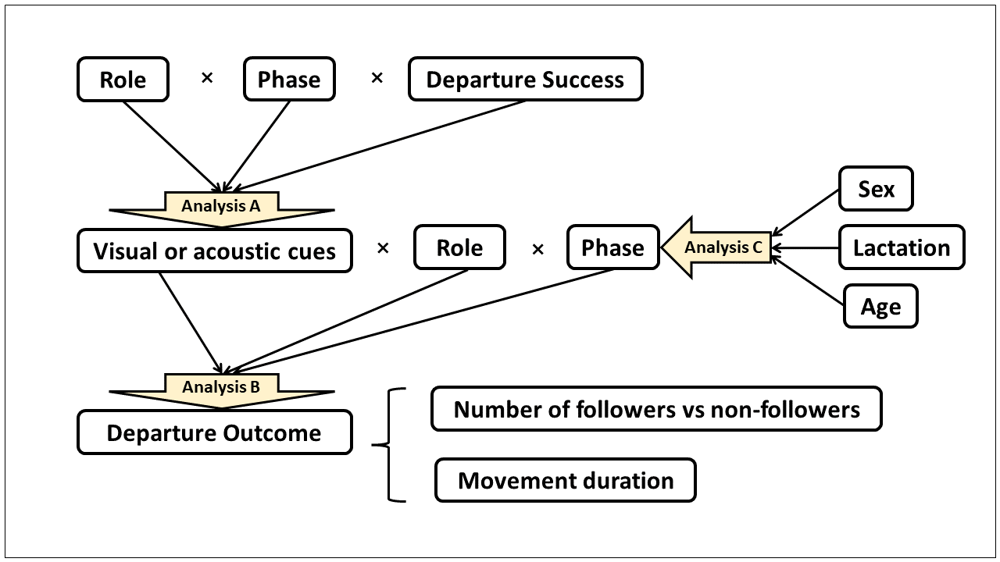 Role × Phase × Departure Success
Analysis A
Sex
Visual or acoustic cues × Role × Phase Analysis C Lactation
Age
Analysis B
Departure Outcome
Number of followers vs non-followers
Movement duration